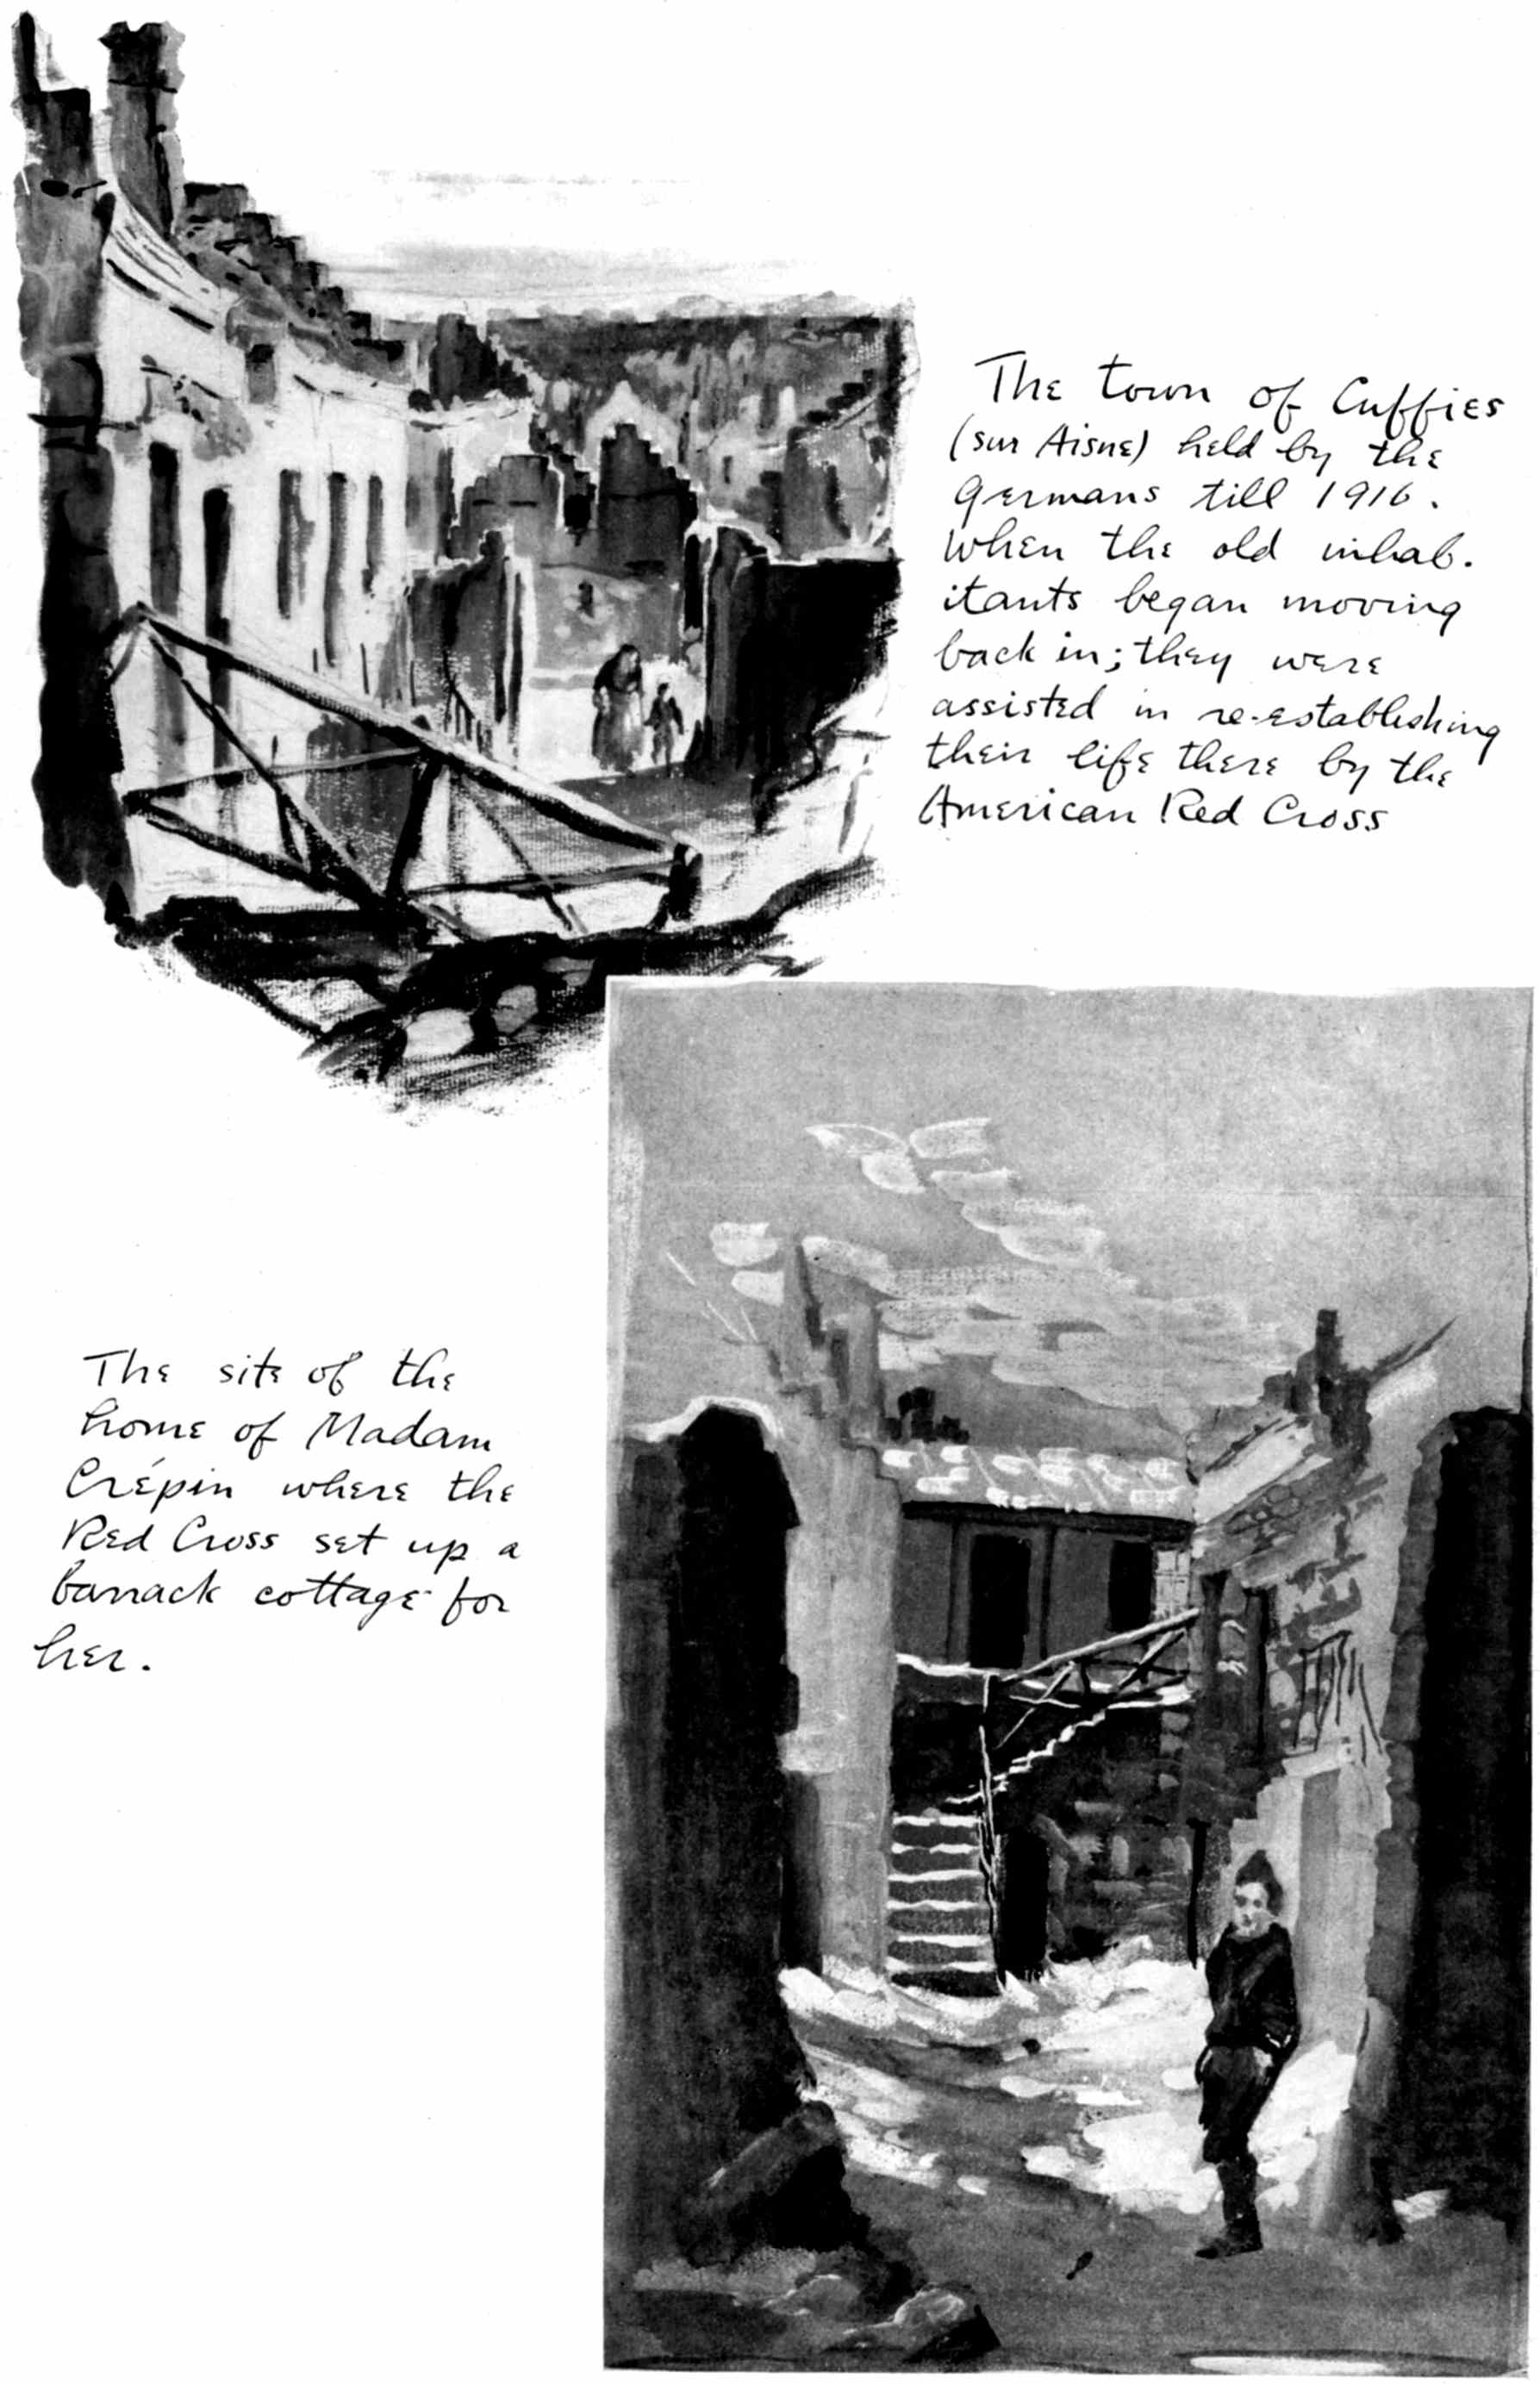 The town of Cuffies
(sur Aisne) held by the
Germans till 1916.
When the old inhab.
itants began moving
back in; they were
assisted in re-establishing
their life there by the
American Red Cross
The site of the
home of Madam
Crépin where the
Red Cross set up a
barrack cottage for
her.